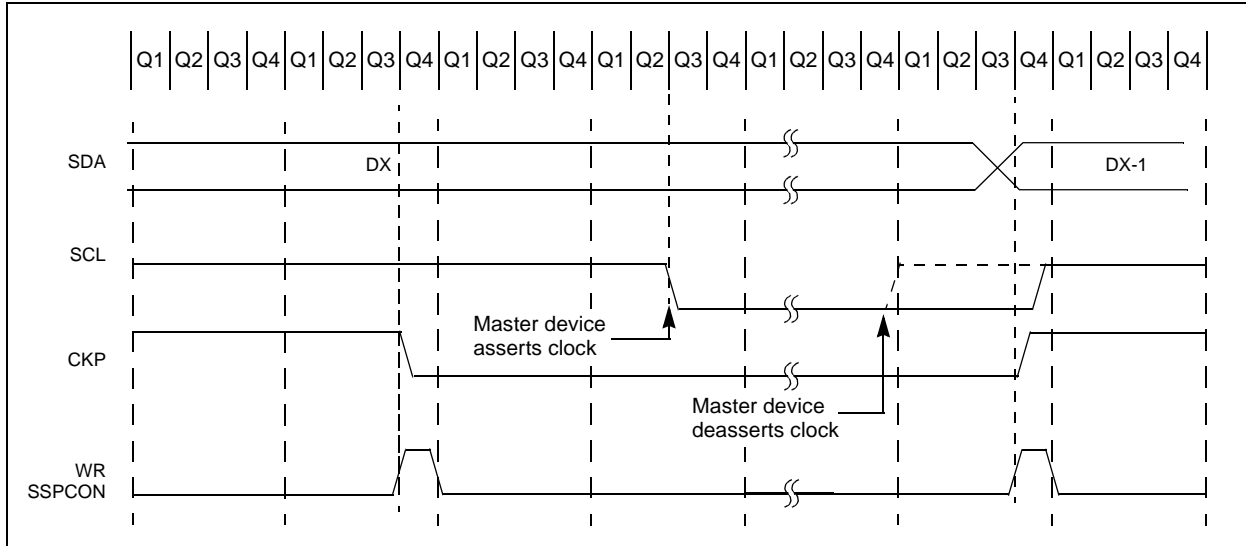 Q1 Q2 Q3 Q4 Q1 Q2 Q3 Q4 Q1 Q2 Q3 Q4 Q1 Q2 Q3 Q4 Q1 Q2 Q3 Q4 Q1 Q2 Q3 Q4 Q1 Q2 Q3 Q4
SDA
DX
DX-1
SCL
Master device
asserts clock
CKP
Master device
deasserts clock
WR
SSPCON